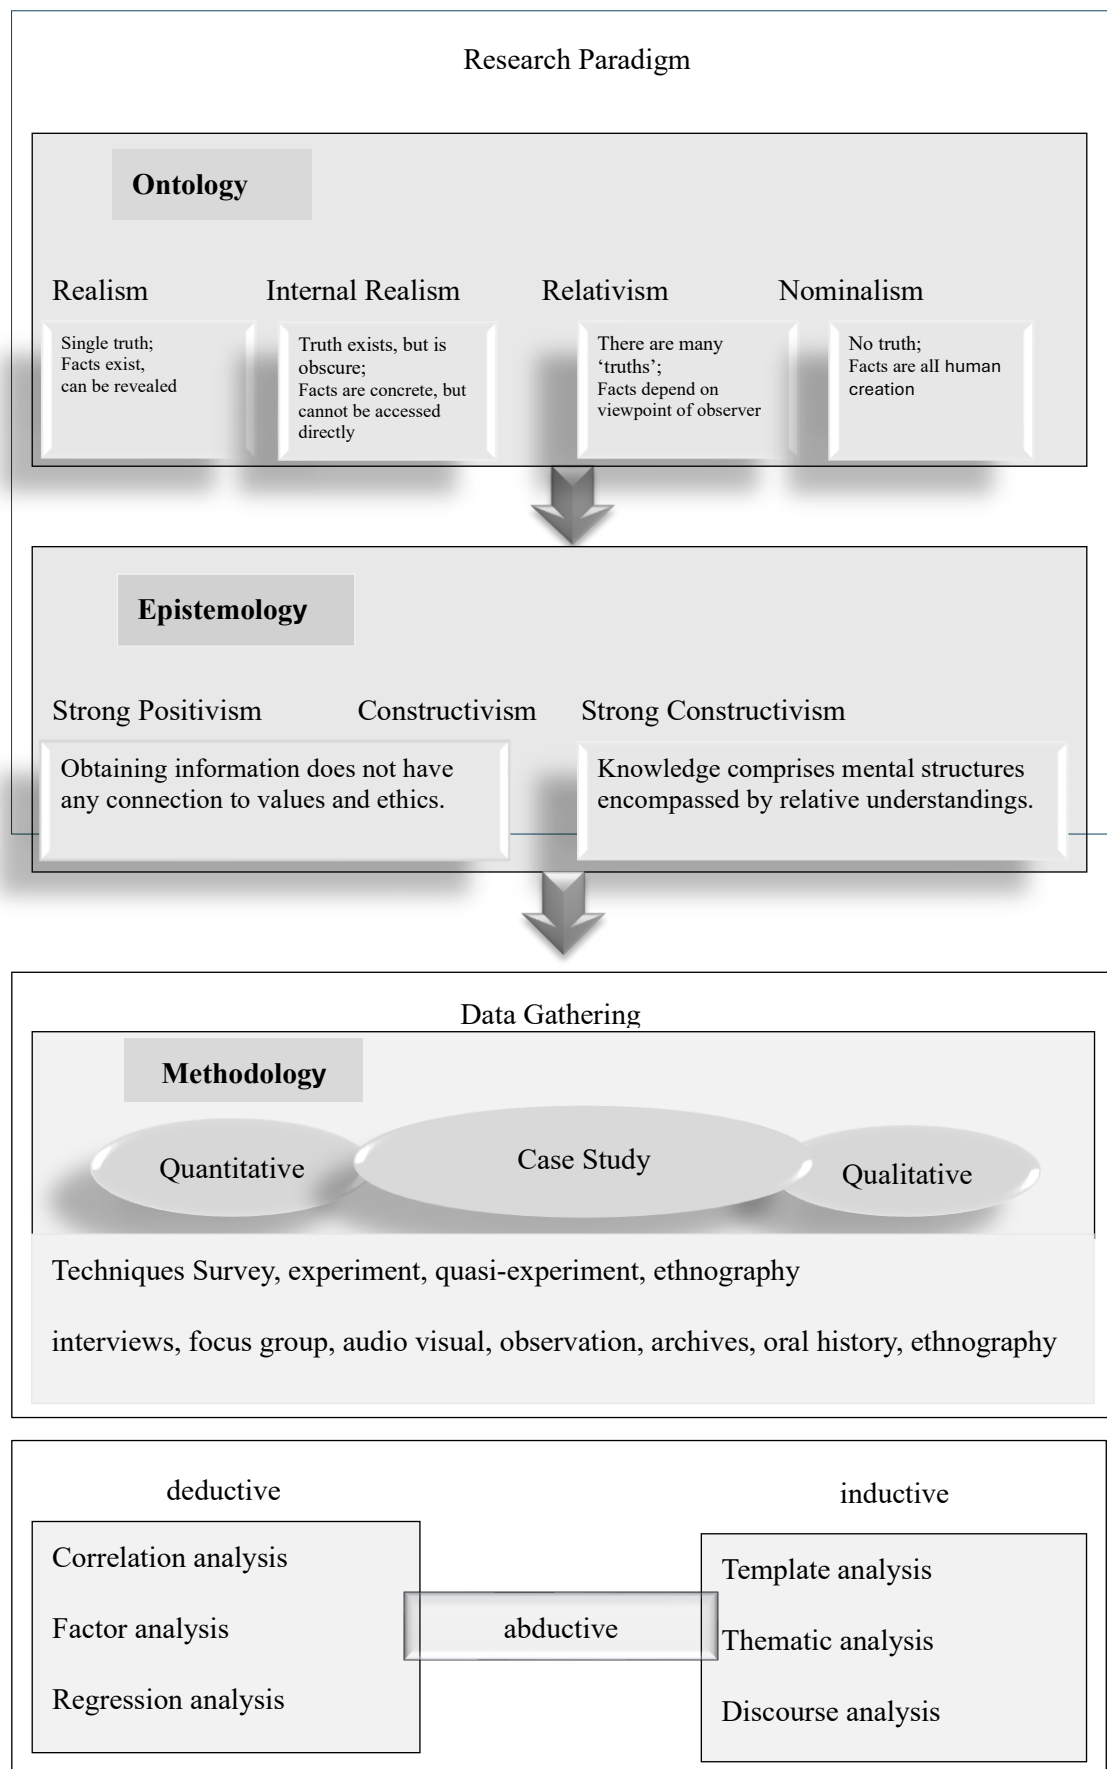 Research Paradigm
Ontology
Realism
Internal Realism
Relativism
Nominalism
Single truth;
Facts exist,
can be revealed
Truth exists, but is
obscure;
Facts are concrete, but
cannot be accessed
directly
There are many
‘truths’;
Facts depend on
viewpoint of observer
No truth;
Facts are all human
creation
Epistemology
Strong Positivism
Constructivism
Strong Constructivism
Obtaining information does not have
any connection to values and ethics.
Knowledge comprises mental structures
encompassed by relative understandings.
Data Gathering
Methodology
Quantitative
Case Study
Qualitative
Techniques Survey, experiment, quasi-experiment, ethnography
interviews, focus group, audio visual, observation, archives, oral history, ethnography
deductive
inductive
Correlation analysis
Factor analysis
Regression analysis
abductive
Template analysis
Thematic analysis
Discourse analysis